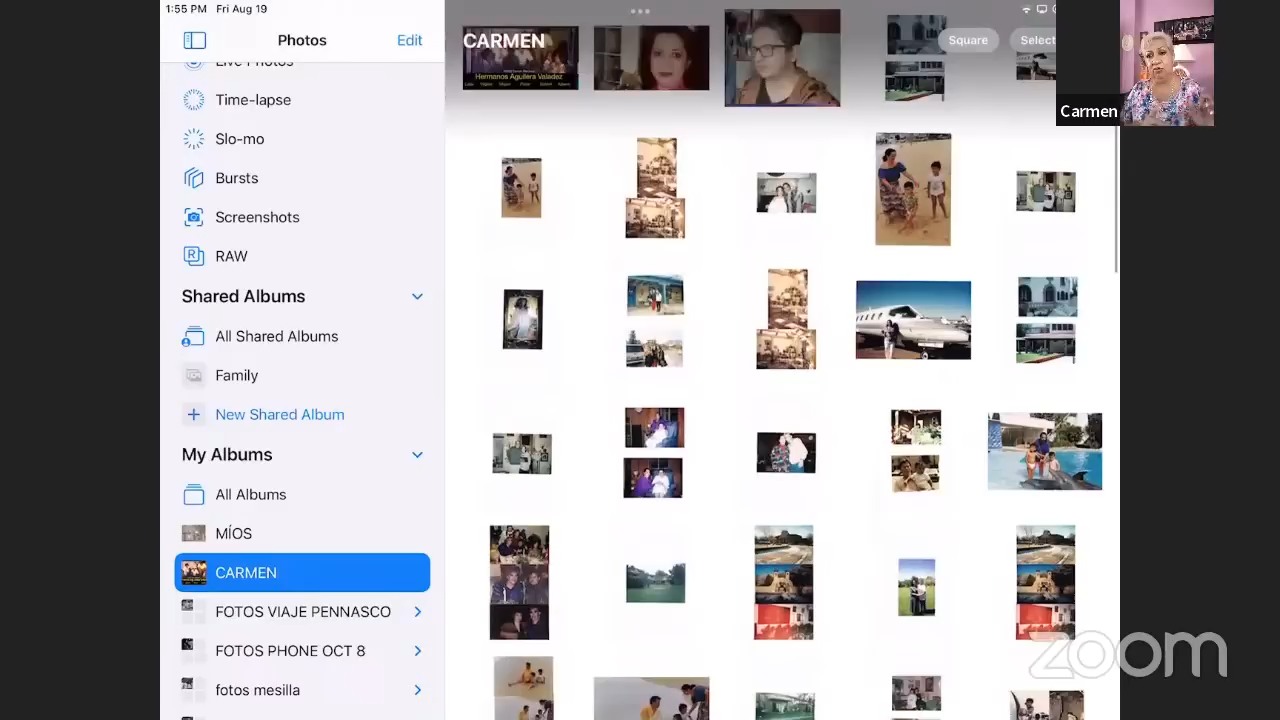 1:55 PM Fri Aug 19
Photos
Edit
CARMEN
Square
Select
Live Photos
Time-lapse
Slo-mo
Bursts
Screenshots
RAW
Shared Albums
All Shared Albums
Family
New Shared Album
My Albums
All Albums
MÍOS
CARMEN
FOTOS VIAJE PENNASCO
FOTOS PHONE OCT 8
fotos mesilla
Hermanos Aguilera Valadez
Carmen
zoom